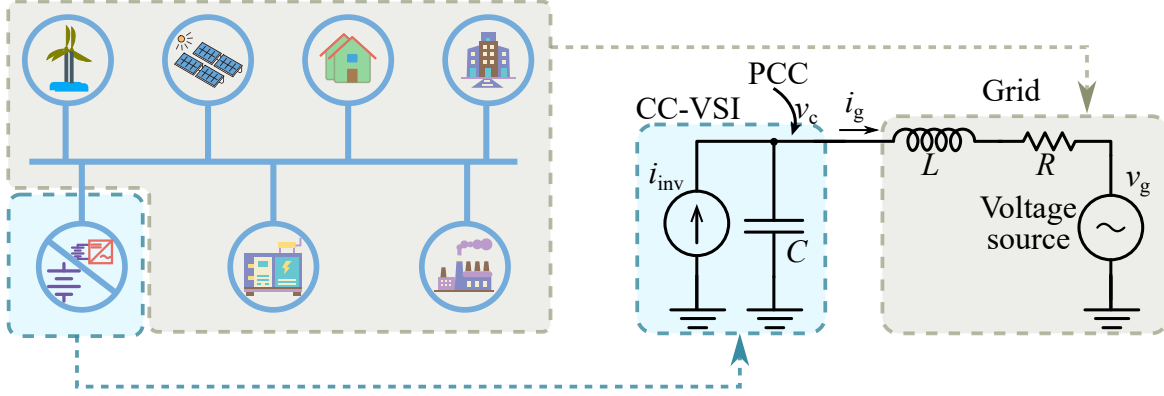 PCC
Grid
CC-VSI
v_c
i_g
L
R
i_inv
v_g
Voltage
source
C